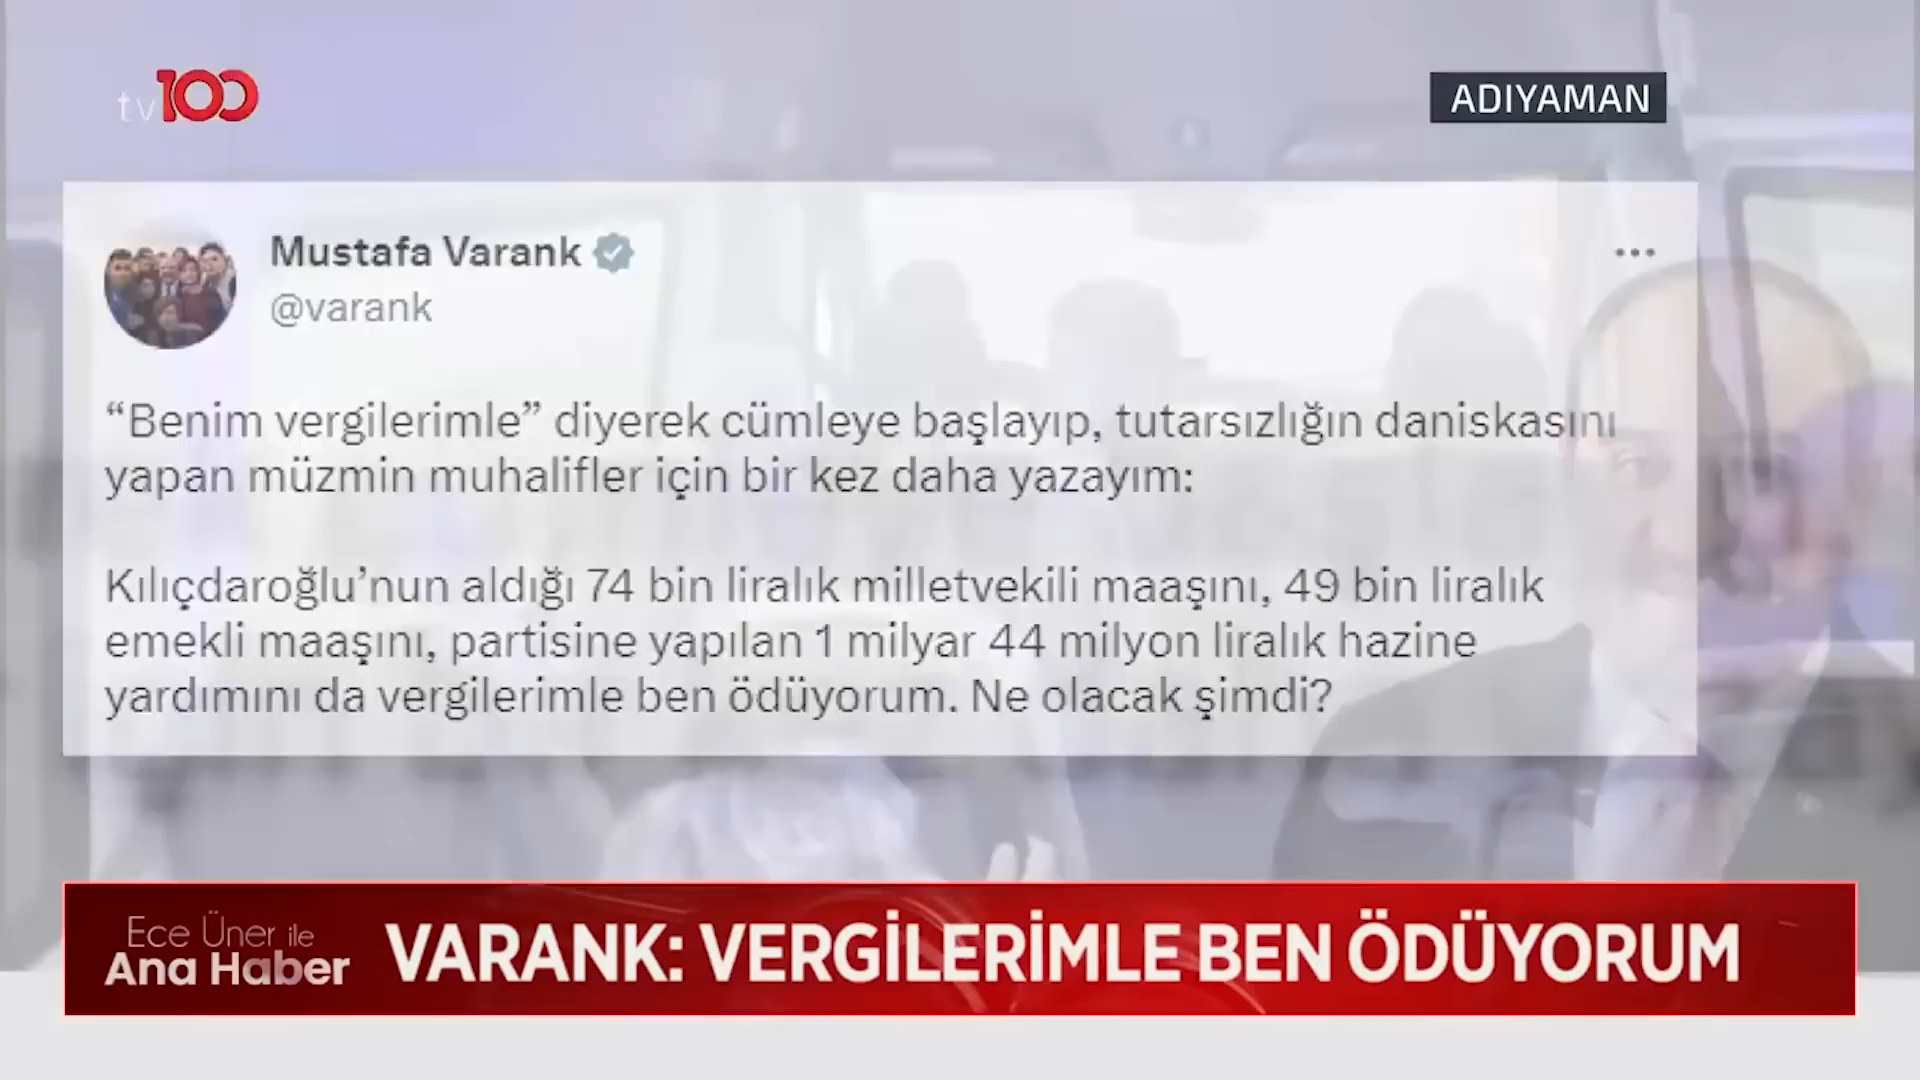 tv100
ADIYAMAN
Mustafa Varank
@varank
“Benim vergilerimle” diyerek cümleye başlayıp, tutarsızlığın daniskasını
yapan müzmin muhalifler için bir kez daha yazayım:
Kılıçdaroğlu’nun aldığı 74 bin liralık milletvekili maaşını, 49 bin liralık
emekli maaşını, partisine yapılan 1 milyar 44 milyon liralık hazine
yardımını da vergilerimle ben ödüyorum. Ne olacak şimdi?
Ece Üner ile
Ana Haber
VARANK: VERGİLERİMLE BEN ÖDÜYORUM